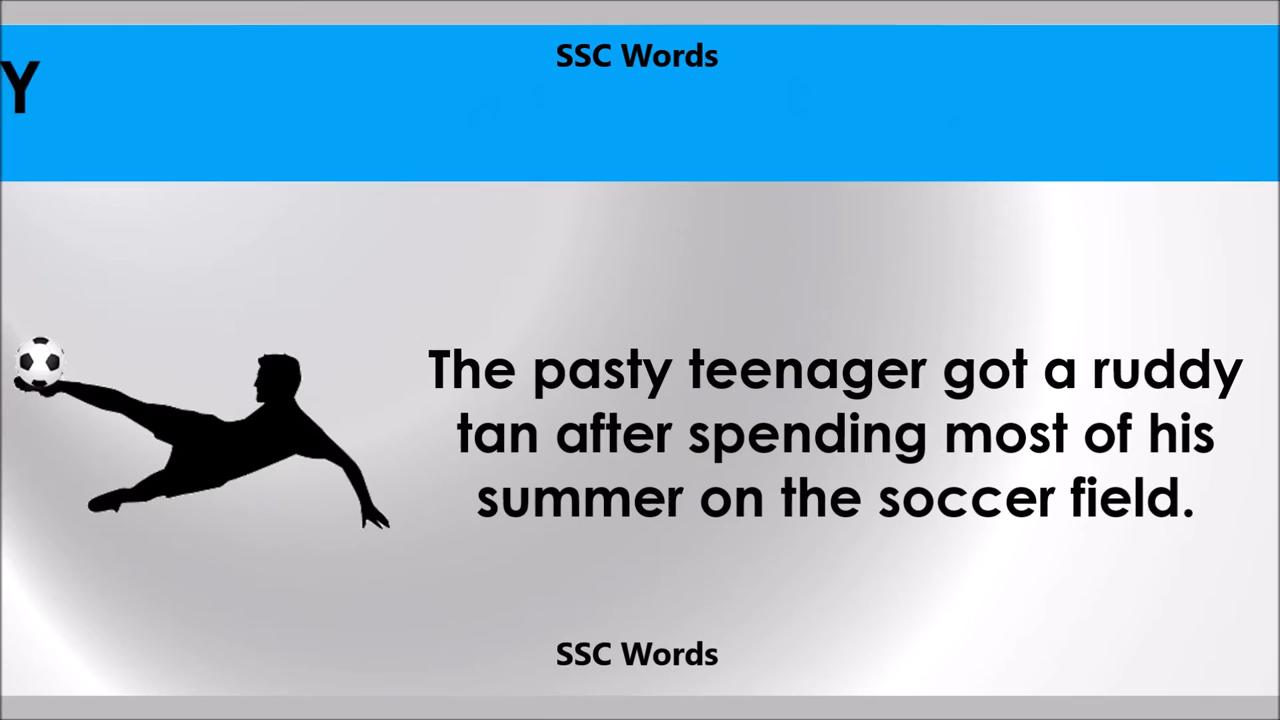 SSC Words
Y
The pasty teenager got a ruddy
tan after spending most of his
summer on the soccer field.
SSC Words